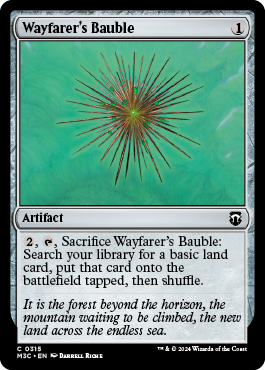 Wayfarer's Bauble 1
Artifact
2, T, Sacrifice Wayfarer's Bauble:
Search your library for a basic land
card, put that card onto the
battlefield tapped, then shuffle.
It is the forest beyond the horizon, the
mountain waiting to be climbed, the new
land across the endless sea.
C 0315
M3C • EN Darrell Riche
™ & © 2024 Wizards of the Coast